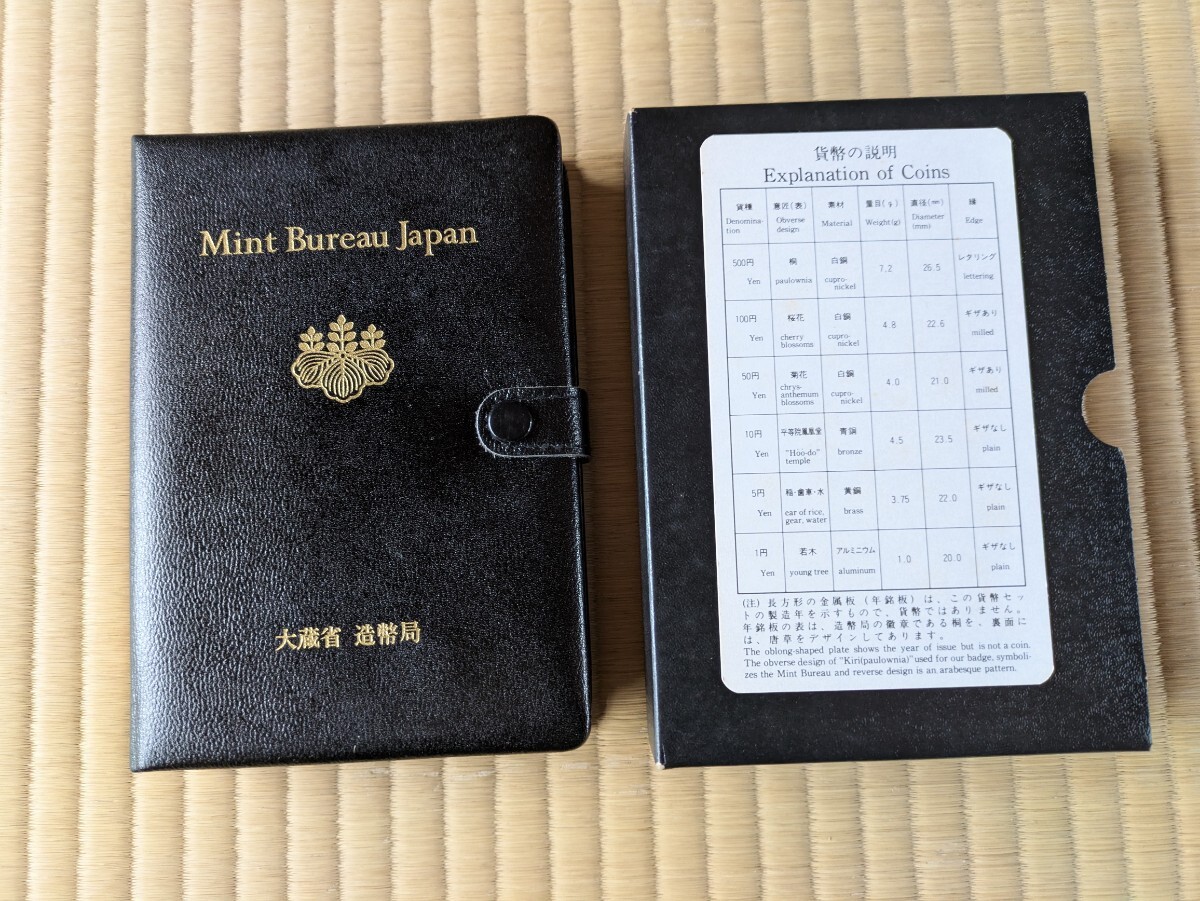 Mint Bureau Japan
大蔵省 造幣局
貨幣の説明
Explanation of Coins
貨種 意匠(表) 素材 量目(g) 直径(㎜) 縁
Denomina- Obverse Material Weight(g) Diameter Edge
tion design (mm)
500円 桐 白銅 7.2 26.5 レタリング
Yen paulownia cupro- lettering
nickel
100円 桜花 白銅 4.8 22.6 ギザあり
Yen cherry cupro- milled
blossoms nickel
50円 菊花 白銅 4.0 21.0 ギザあり
Yen chrys- cupro- milled
anthemum nickel
blossoms
10円 平等院鳳凰堂 青銅 4.5 23.5 ギザなし
Yen "Hoo-do" bronze plain
temple
5円 稲・歯車・水 黄銅 3.75 22.0 ギザなし
Yen ear of rice, brass plain
gear, water
1円 若木 アルミニウム 1.0 20.0 ギザなし
Yen young tree aluminum plain
(注) 長方形の金属板 (年銘板) は、この貨幣セッ
トの製造年を示すもので、貨幣ではありません。
年銘板の表は、造幣局の徽章である桐を、裏面に
は、唐草をデザインしてあります。
The oblong-shaped plate shows the year of issue but is not a coin.
The obverse design of "Kiri(paulownia)" used for our badge, symboli-
zes the Mint Bureau and reverse design is an arabesque pattern.